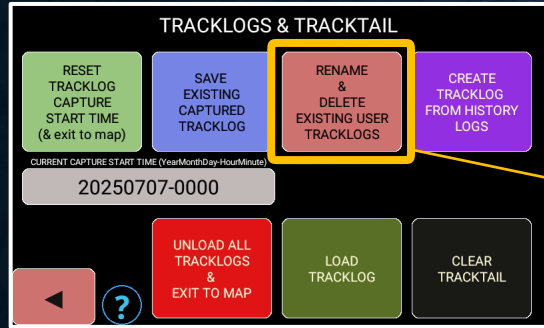 TRACKLOGS & TRACKTAIL
RESET
TRACKLOG
CAPTURE
START TIME
(& exit to map)
SAVE
EXISTING
CAPTURED
TRACKLOG
RENAME
&
DELETE
EXISTING USER
TRACKLOGS
CREATE
TRACKLOG
FROM HISTORY
LOGS
CURRENT CAPTURE START TIME (YearMonthDay-HourMinute)
20250707-0000
UNLOAD ALL
TRACKLOGS
&
EXIT TO MAP
LOAD
TRACKLOG
CLEAR
TRACKTAIL
?